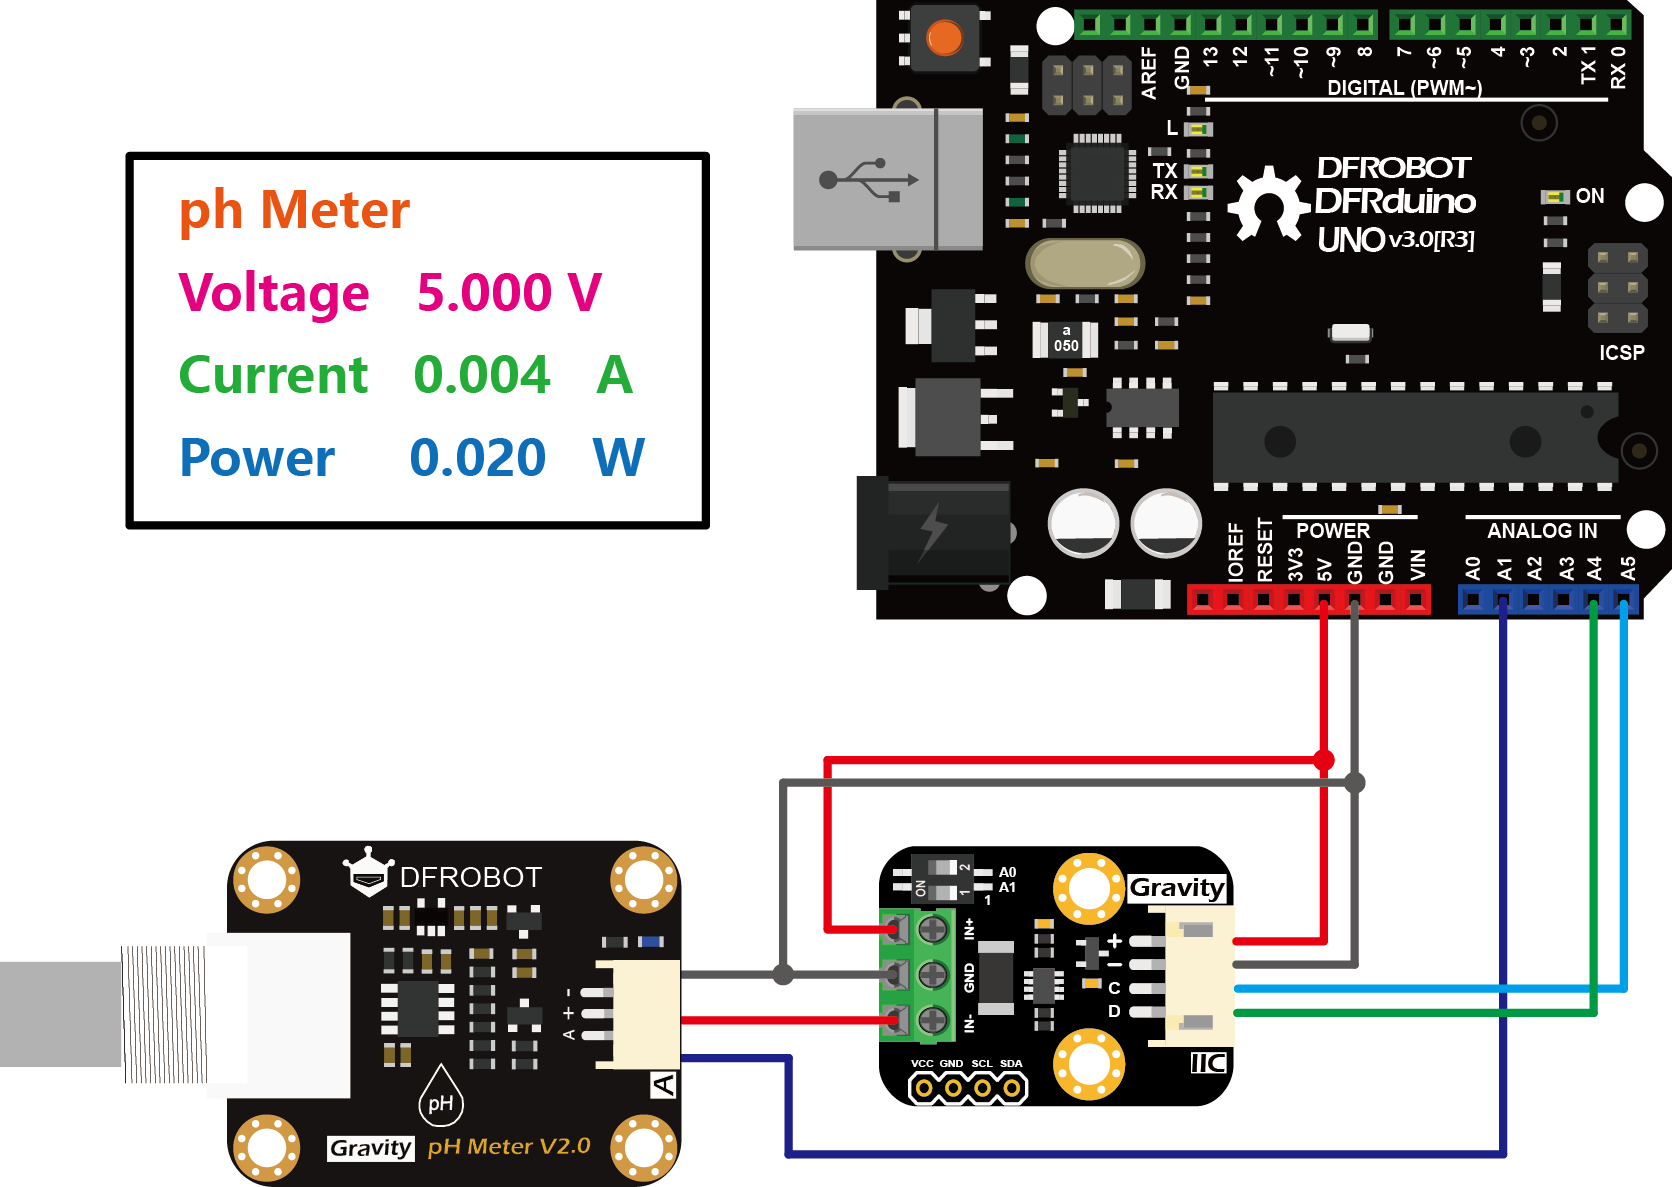 ph Meter
Voltage 5.000 V
Current 0.004 A
Power 0.020 W
AREF GND 13 12 ~11 ~10 ~9 8 7 ~6 ~5 4 ~3 2 TX 1 RX 0
DIGITAL (PWM~)
L
TX
RX
DFROBOT
DFRduino
UNO v3.0[R3]
ON
ICSP
a
050
POWER
ANALOG IN
IOREF RESET 3V3 5V GND GND VIN
A0 A1 A2 A3 A4 A5
DFROBOT
- + A
A
pH
Gravity pH Meter V2.0
ON
2
1
A0
A1
1
Gravity
IN+
GND
IN-
+
-
C
D
VCC GND SCL SDA
IIC